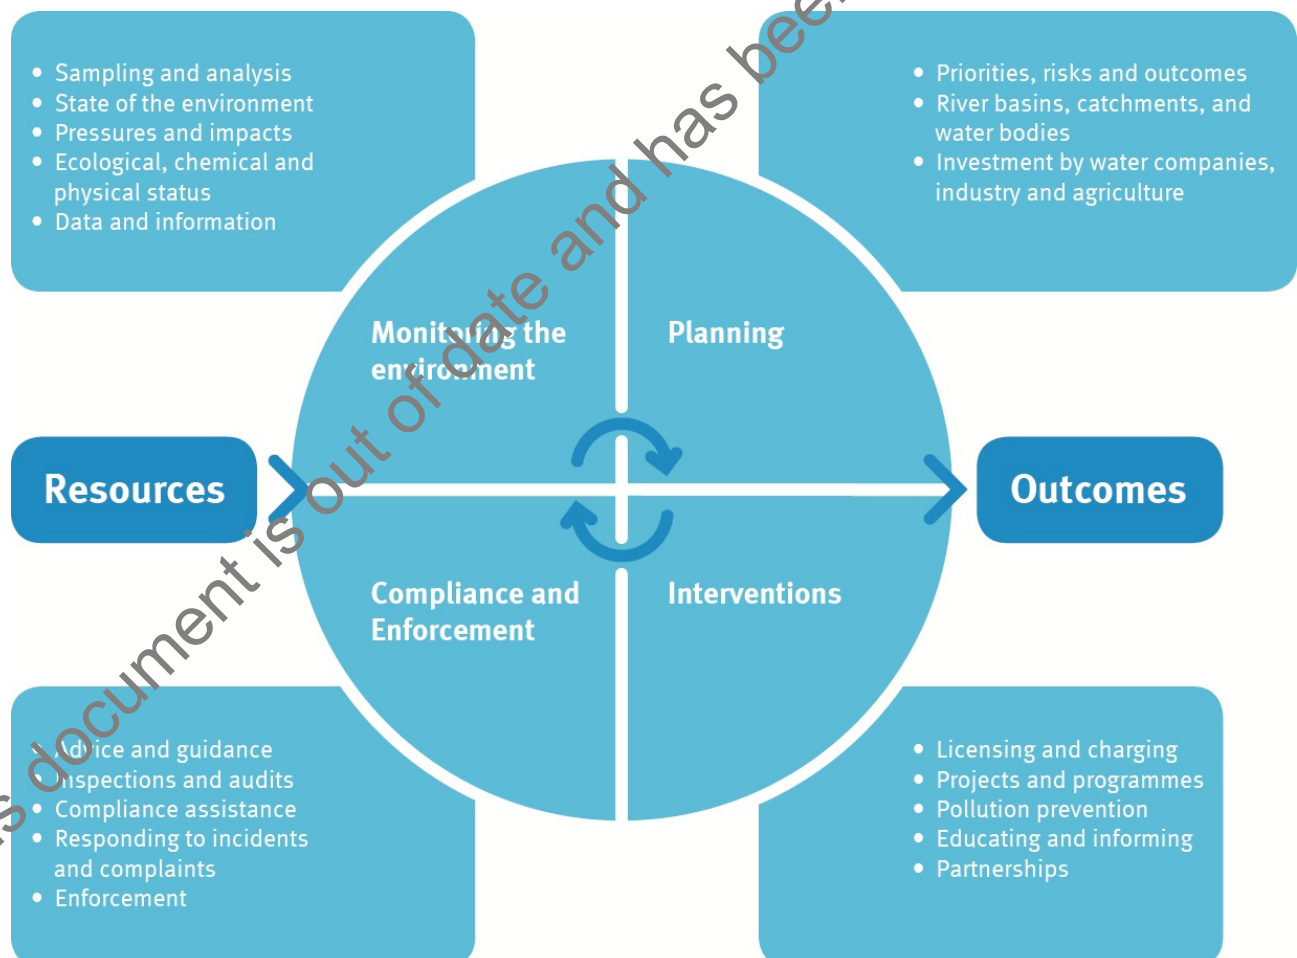 • Sampling and analysis
• State of the environment
• Pressures and impacts
• Ecological, chemical and
physical status
• Data and information
• Priorities, risks and outcomes
• River basins, catchments, and
water bodies
• Investment by water companies,
industry and agriculture
Monitoring the
environment
Planning
Resources
Outcomes
Compliance and
Enforcement
Interventions
• Advice and guidance
• Inspections and audits
• Compliance assistance
• Responding to incidents
and complaints
• Enforcement
• Licensing and charging
• Projects and programmes
• Pollution prevention
• Educating and informing
• Partnerships
document is out of date and has